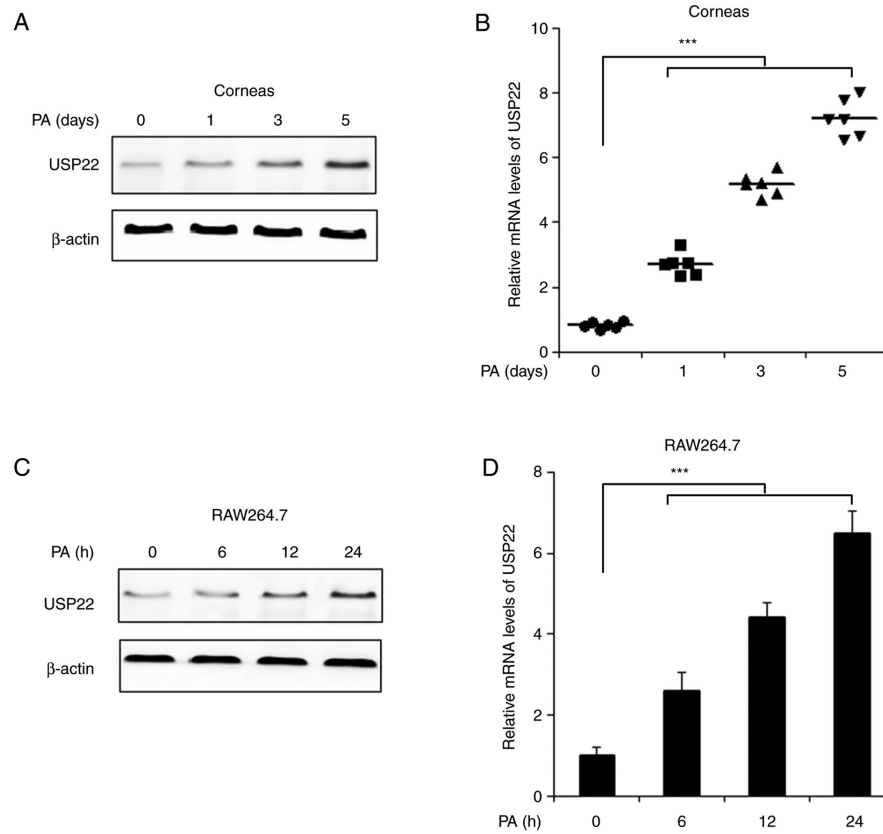 A
Corneas
PA (days) 0 1 3 5
USP22
β-actin
B
Corneas
***
Relative mRNA levels of USP22
10
8
6
4
2
0
PA (days) 0 1 3 5
C
RAW264.7
PA (h) 0 6 12 24
USP22
β-actin
D
RAW264.7
***
Relative mRNA levels of USP22
8
6
4
2
0
PA (h) 0 6 12 24